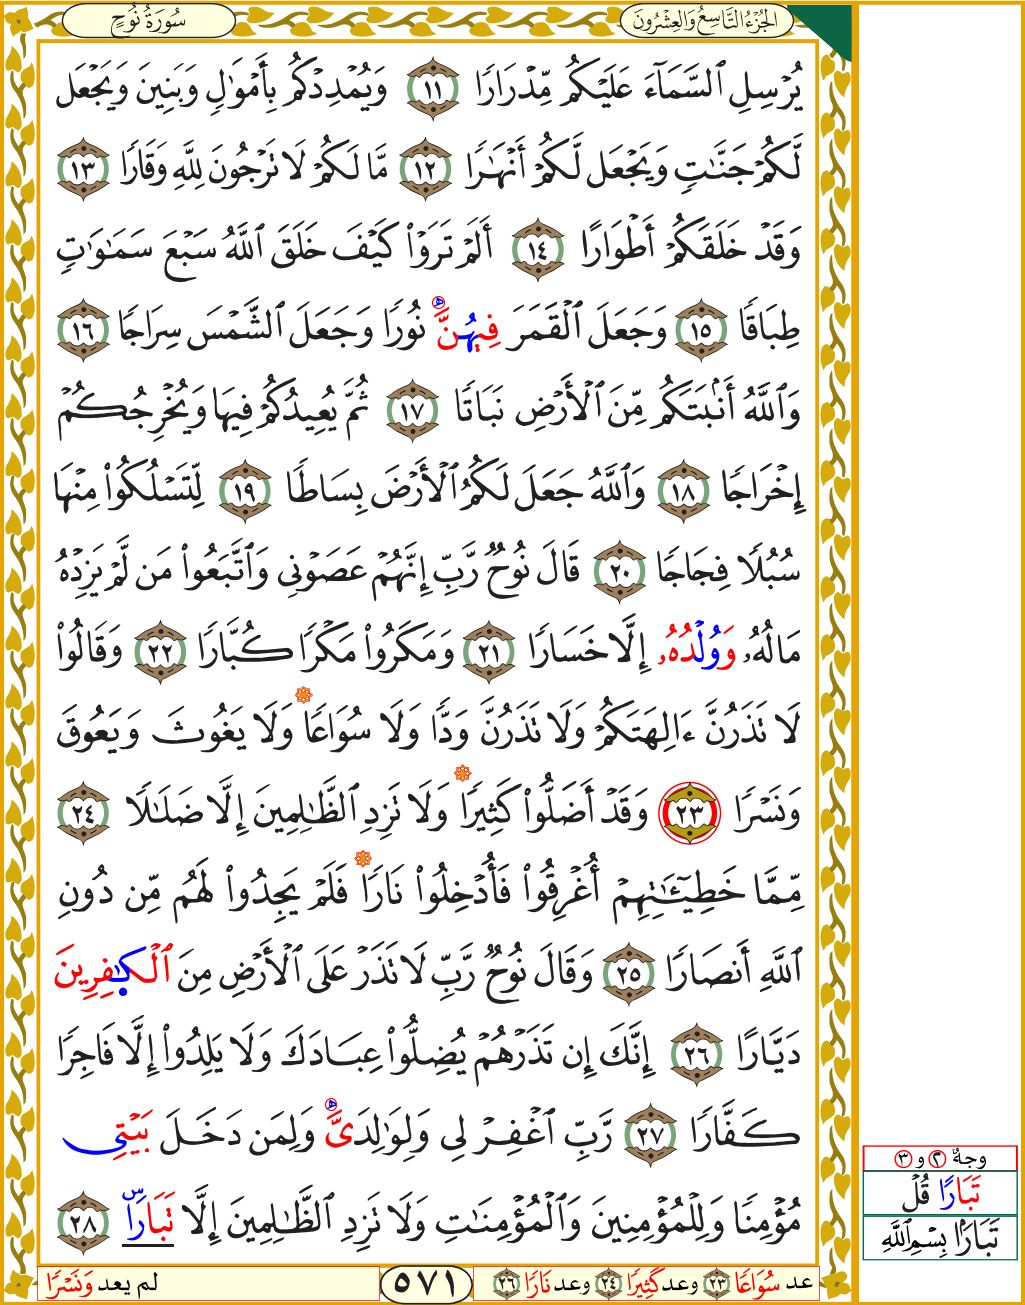 سُورَةُ نُوحٍ
الجُزْءُ التَّاسِعُ وَالعِشْرُونَ
يُرْسِلِ ٱلسَّمَآءَ عَلَيْكُم مِّدْرَارًا ١١ وَيُمْدِدْكُم بِأَمْوَٰلٍ وَبَنِينَ وَيَجْعَل
لَّكُمْ جَنَّـٰتٍ وَيَجْعَل لَّكُمْ أَنْهَـٰرًا ١٢ مَّا لَكُمْ لَا تَرْجُونَ لِلَّهِ وَقَارًا ١٣
وَقَدْ خَلَقَكُمْ أَطْوَارًا ١٤ أَلَمْ تَرَوْا۟ كَيْفَ خَلَقَ ٱللَّهُ سَبْعَ سَمَـٰوَٰتٍ
طِبَاقًا ١٥ وَجَعَلَ ٱلْقَمَرَ فِيهُنَّ نُورًا وَجَعَلَ ٱلشَّمْسَ سِرَاجًا ١٦
وَٱللَّهُ أَنۢبَتَكُم مِّنَ ٱلْأَرْضِ نَبَاتًا ١٧ ثُمَّ يُعِيدُكُمْ فِيهَا وَيُخْرِجُكُمْ
إِخْرَاجًا ١٨ وَٱللَّهُ جَعَلَ لَكُمُ ٱلْأَرْضَ بِسَاطًا ١٩ لِّتَسْلُكُوا۟ مِنْهَا
سُبُلًا فِجَاجًا ٢٠ قَالَ نُوحٌ رَّبِّ إِنَّهُمْ عَصَوْنِى وَٱتَّبَعُوا۟ مَن لَّمْ يَزِدْهُ
مَالُهُۥ وَوُلْدُهُۥٓ إِلَّا خَسَارًا ٢١ وَمَكَرُوا۟ مَكْرًا كُبَّارًا ٢٢ وَقَالُوا۟
لَا تَذَرُنَّ ءَالِهَتَكُمْ وَلَا تَذَرُنَّ وَدًّا وَلَا سُوَاعًا وَلَا يَغُوثَ وَيَعُوقَ
وَنَسْرًا ٢٣ وَقَدْ أَضَلُّوا۟ كَثِيرًا وَلَا تَزِدِ ٱلظَّـٰلِمِينَ إِلَّا ضَلَـٰلًا ٢٤
مِّمَّا خَطِيٓـَٔـٰتِهِمْ أُغْرِقُوا۟ فَأُدْخِلُوا۟ نَارًا فَلَمْ يَجِدُوا۟ لَهُم مِّن دُونِ
ٱللَّهِ أَنصَارًا ٢٥ وَقَالَ نُوحٌ رَّبِّ لَا تَذَرْ عَلَى ٱلْأَرْضِ مِنَ ٱلْكَـٰفِرِينَ
دَيَّارًا ٢٦ إِنَّكَ إِن تَذَرْهُمْ يُضِلُّوا۟ عِبَادَكَ وَلَا يَلِدُوٓا۟ إِلَّا فَاجِرًا
كَفَّارًا ٢٧ رَّبِّ ٱغْفِرْ لِى وَلِوَٰلِدَىَّ وَلِمَن دَخَلَ بَيْتِى
مُؤْمِنًا وَلِلْمُؤْمِنِينَ وَٱلْمُؤْمِنَـٰتِ وَلَا تَزِدِ ٱلظَّـٰلِمِينَ إِلَّا تَبَارًا ٢٨
وجهٌ ٢ و ٣
تَبَارًا قُلْ
تَبَارًا بِسْمِ ٱللَّهِ
عد سُوَاعًا ٢٣ وعد كَثِيرًا ٢٤ وعد نَارًا ٢٦
٥٧١
لم يعد وَنَسْرًا